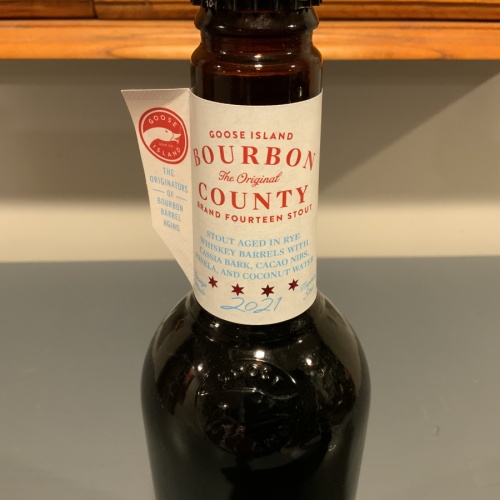 GOOSE
ISLAND
THE
ORIGINATORS
OF
BOURBON
BARREL
AGING
GOOSE ISLAND
BOURBON
The Original
COUNTY
BRAND FOURTEEN STOUT
STOUT AGED IN RYE
WHISKEY BARRELS WITH
CASSIA BARK, CACAO NIBS,
AND COCONUT WATER
2021